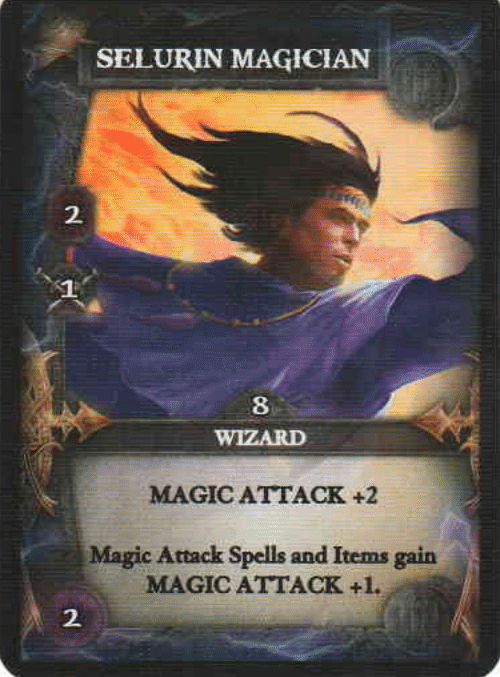 SELURIN MAGICIAN
2
1
8
WIZARD
MAGIC ATTACK +2
Magic Attack Spells and Items gain
MAGIC ATTACK +1.
2